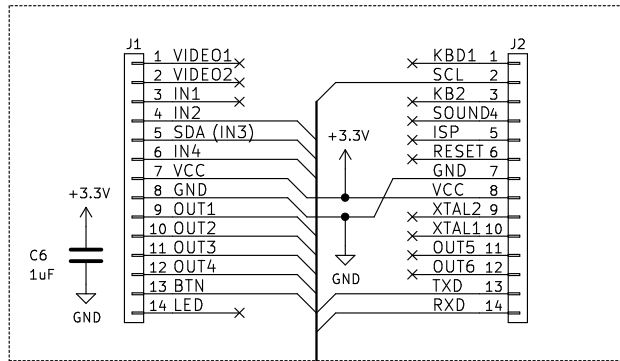 J1
1 VIDEO1
2 VIDEO2
3 IN1
4 IN2
5 SDA (IN3)
6 IN4
7 VCC
8 GND
9 OUT1
10 OUT2
11 OUT3
12 OUT4
13 BTN
14 LED
+3.3V
C6
1uF
GND
+3.3V
GND
J2
KBD1 1
SCL 2
KB2 3
SOUND 4
ISP 5
RESET 6
GND 7
VCC 8
XTAL2 9
XTAL1 10
OUT5 11
OUT6 12
TXD 13
RXD 14